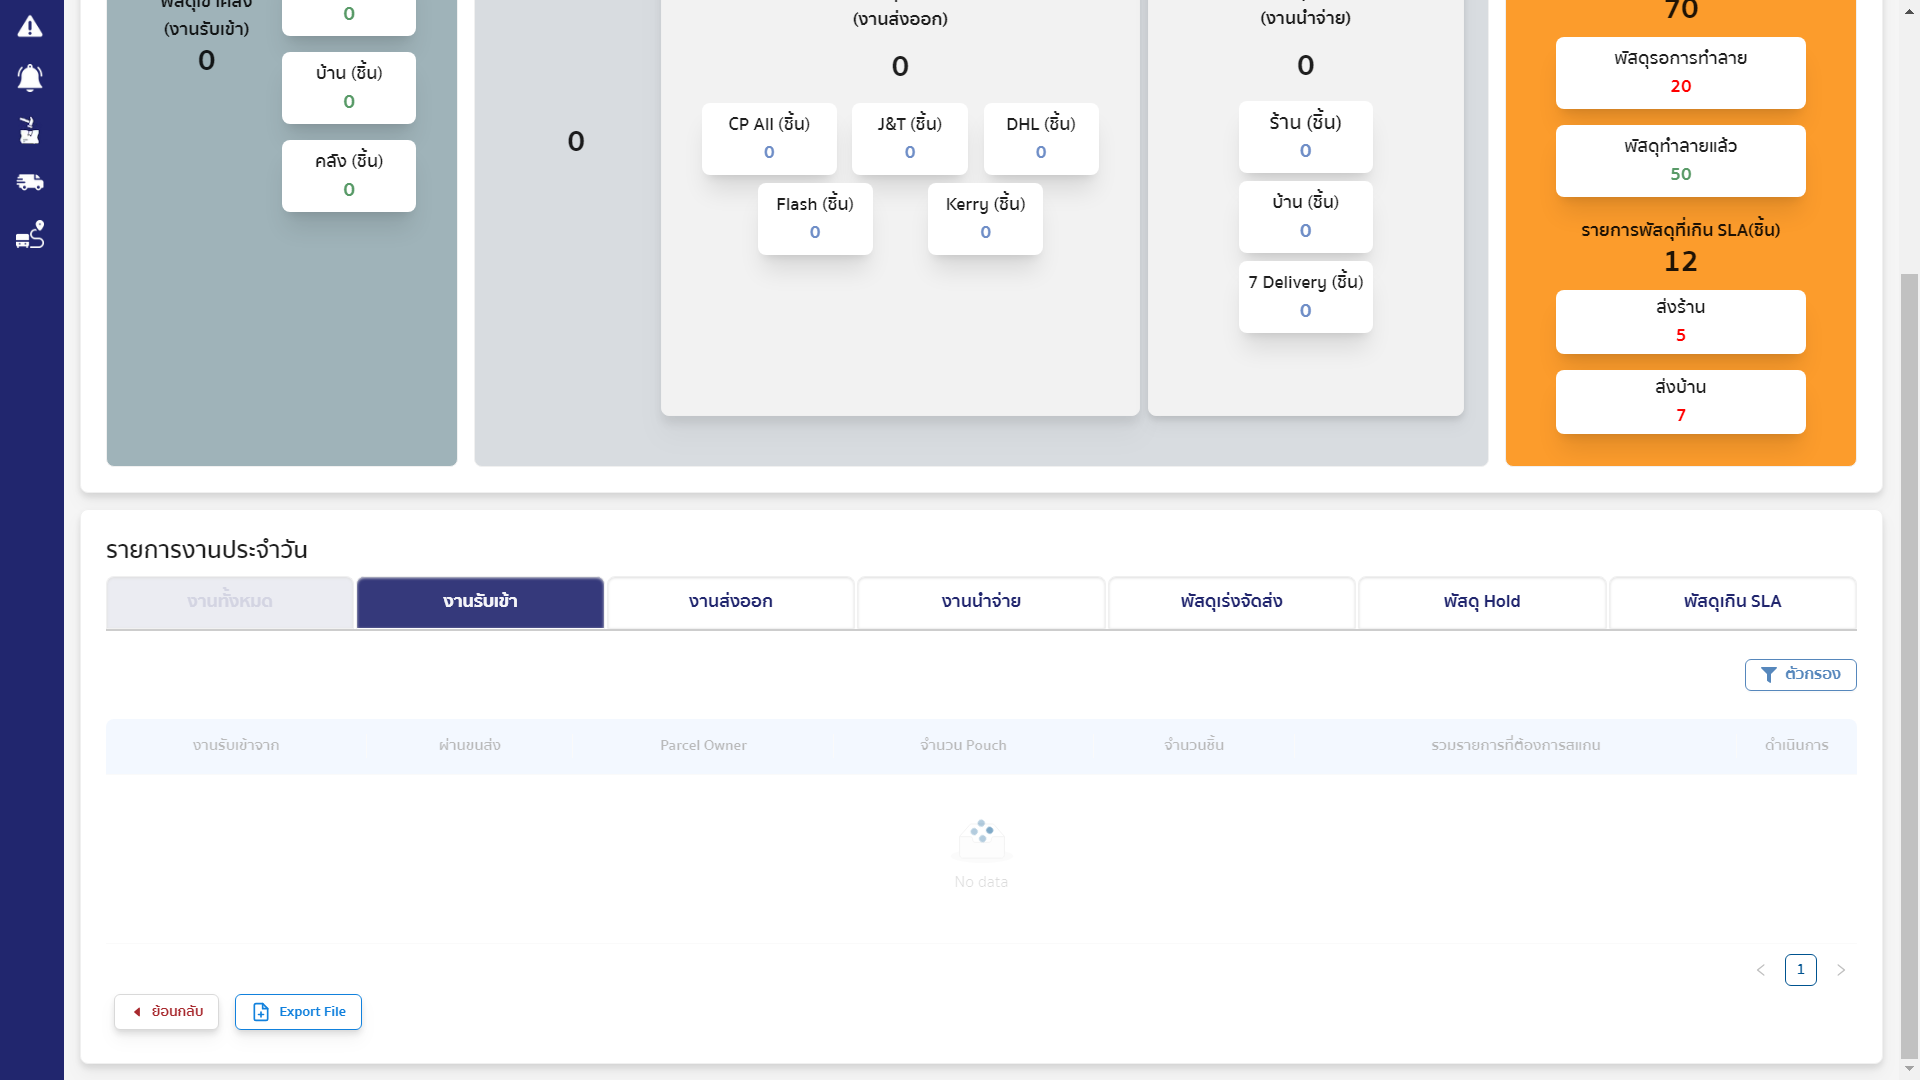 (งานรับเข้า)
0
0
บ้าน (ชิ้น)
0
คลัง (ชิ้น)
0
0
(งานส่งออก)
0
CP All (ชิ้น)
0
J&T (ชิ้น)
0
DHL (ชิ้น)
0
Flash (ชิ้น)
0
Kerry (ชิ้น)
0
(งานนำจ่าย)
0
ร้าน (ชิ้น)
0
บ้าน (ชิ้น)
0
7 Delivery (ชิ้น)
0
70
พัสดุรอการทำลาย
20
พัสดุทำลายแล้ว
50
รายการพัสดุที่เกิน SLA(ชิ้น)
12
ส่งร้าน
5
ส่งบ้าน
7
รายการงานประจำวัน
งานทั้งหมด
งานรับเข้า
งานส่งออก
งานนำจ่าย
พัสดุเร่งจัดส่ง
พัสดุ Hold
พัสดุเกิน SLA
ตัวกรอง
งานรับเข้าจาก
ผ่านขนส่ง
Parcel Owner
จำนวน Pouch
จำนวนชิ้น
รวมรายการที่ต้องการสแกน
ดำเนินการ
No data
1
ย้อนกลับ
Export File